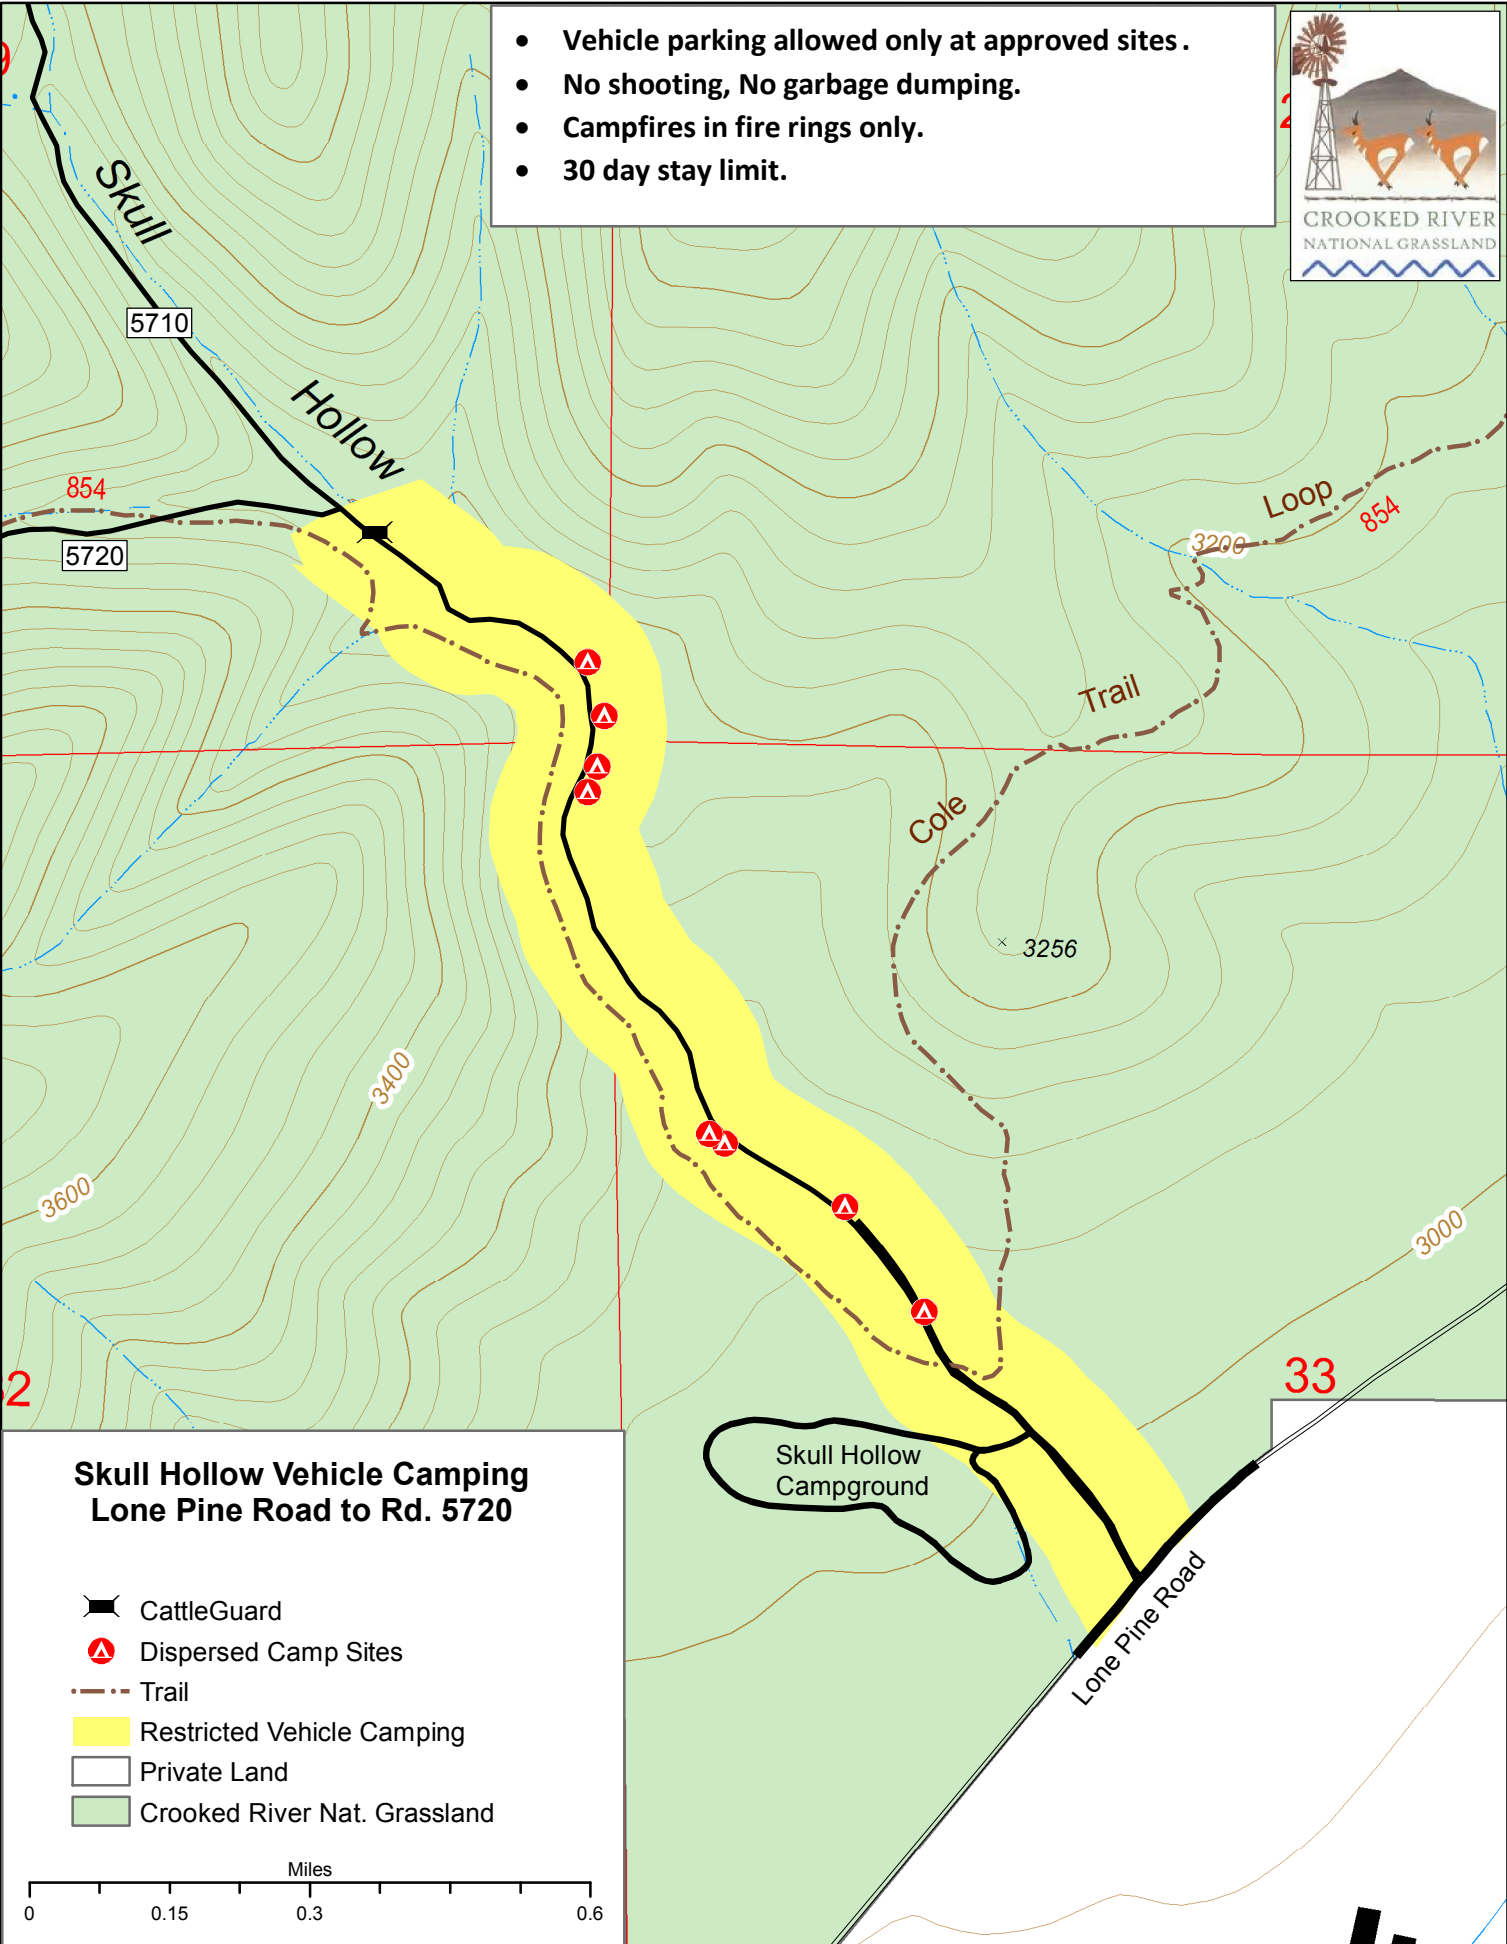 • Vehicle parking allowed only at approved sites.
• No shooting, No garbage dumping.
• Campfires in fire rings only.
• 30 day stay limit.
CROOKED RIVER
NATIONAL GRASSLAND
Skull
5710
Hollow
854
5720
Loop
854
3200
Trail
Cole
3256
3400
3600
3000
33
Skull Hollow
Campground
Lone Pine Road
Skull Hollow Vehicle Camping
Lone Pine Road to Rd. 5720
CattleGuard
Dispersed Camp Sites
Trail
Restricted Vehicle Camping
Private Land
Crooked River Nat. Grassland
Miles
0 0.15 0.3 0.6